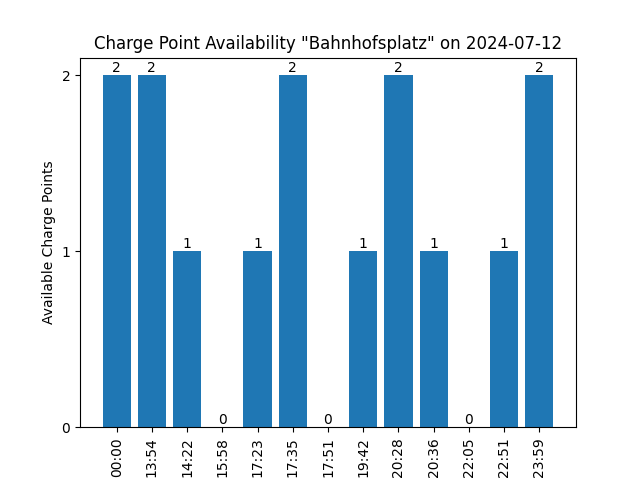 Charge Point Availability "Bahnhofsplatz" on 2024-07-12
2 2 1 0 1 2 0 1 2 1 0 1 2
2
1
0
Available Charge Points
00:00 13:54 14:22 15:58 17:23 17:35 17:51 19:42 20:28 20:36 22:05 22:51 23:59